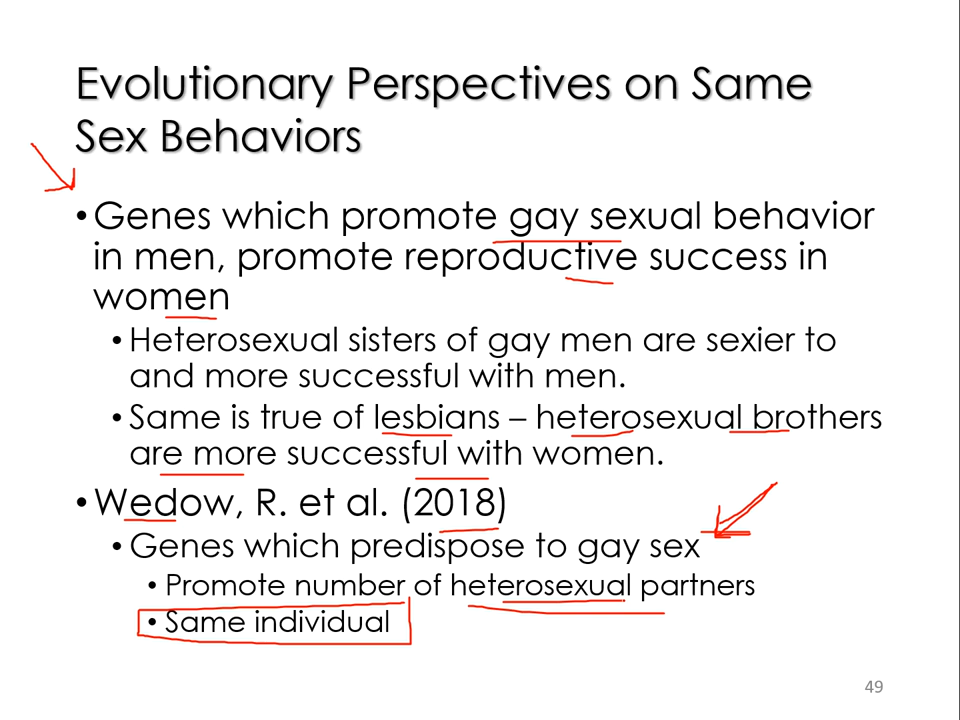 Evolutionary Perspectives on Same
Sex Behaviors
• Genes which promote gay sexual behavior
in men, promote reproductive success in
women
• Heterosexual sisters of gay men are sexier to
and more successful with men.
• Same is true of lesbians – heterosexual brothers
are more successful with women.
• Wedow, R. et al. (2018)
• Genes which predispose to gay sex
• Promote number of heterosexual partners
• Same individual
49